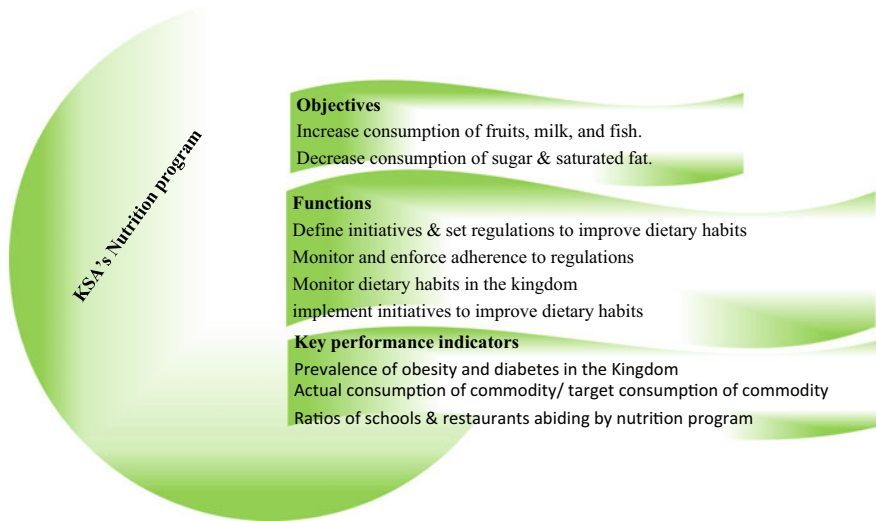 KSA's Nutrition program
Objectives
Increase consumption of fruits, milk, and fish.
Decrease consumption of sugar & saturated fat.
Functions
Define initiatives & set regulations to improve dietary habits
Monitor and enforce adherence to regulations
Monitor dietary habits in the kingdom
implement initiatives to improve dietary habits
Key performance indicators
Prevalence of obesity and diabetes in the Kingdom
Actual consumption of commodity/ target consumption of commodity
Ratios of schools & restaurants abiding by nutrition program